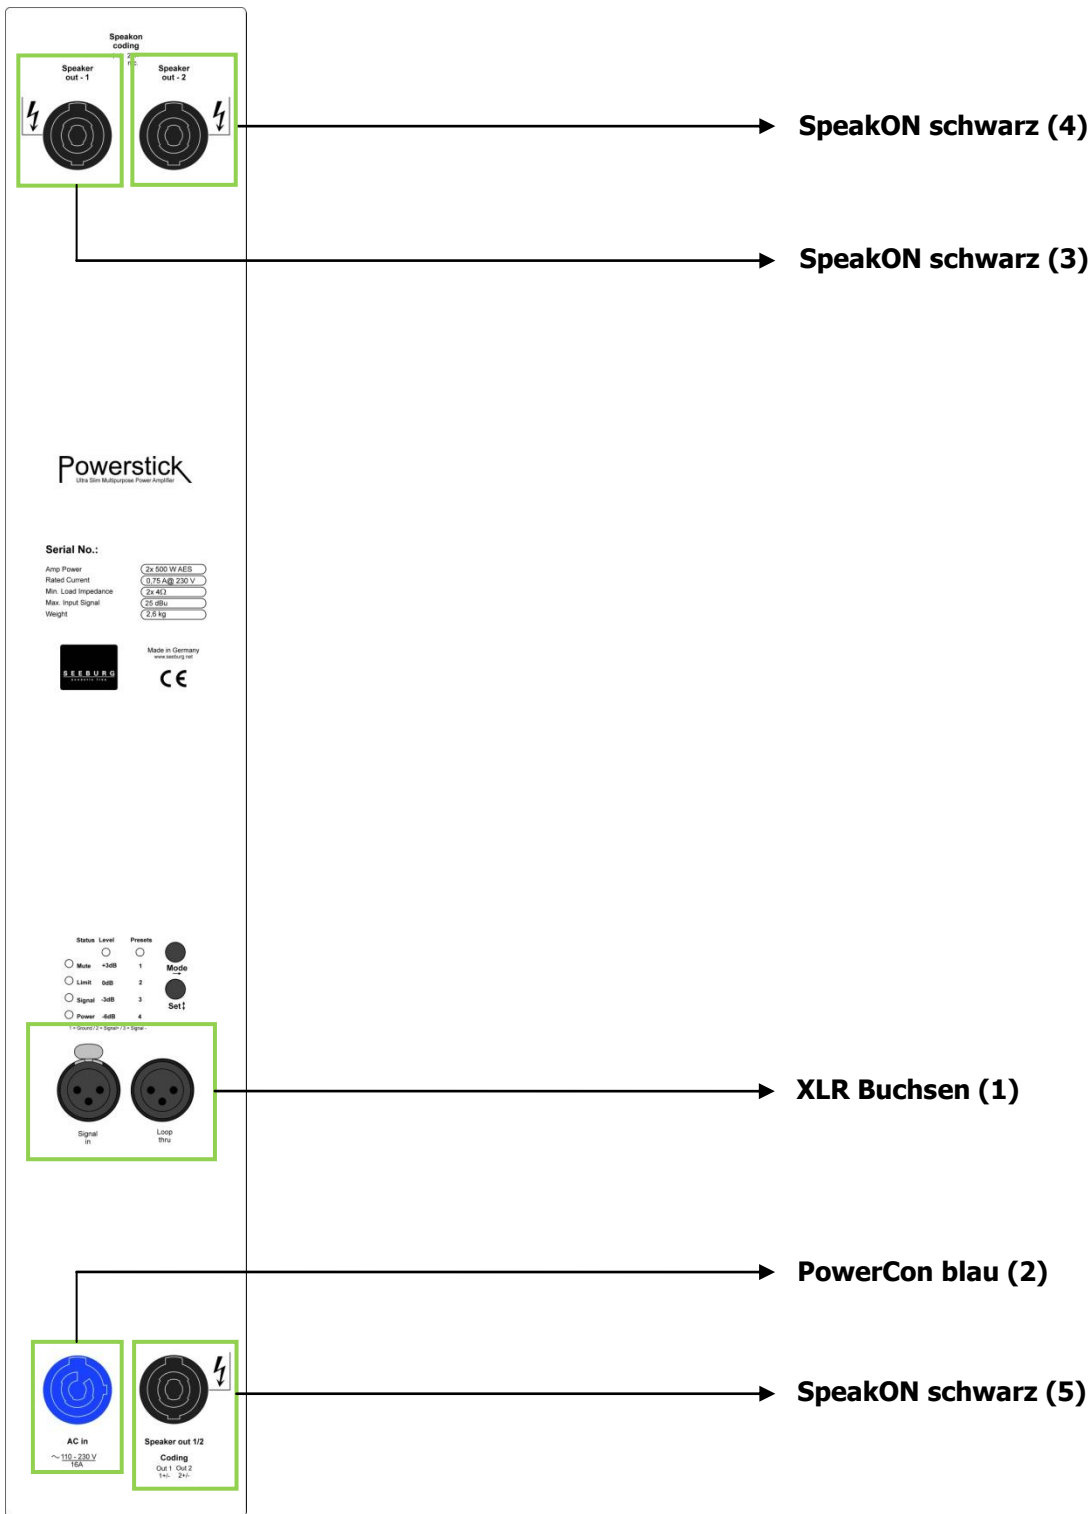 Speakon
coding
Speaker
out - 1
Speaker
out - 2
SpeakON schwarz (4)
SpeakON schwarz (3)
Powerstick
Ultra Slim Multipurpose Power Amplifier
Serial No.:
Amp Power 2x 500 W AES
Rated Current 0,75 A@ 230 V
Min. Load Impedance 2x 4Ω
Max. Input Signal 25 dBu
Weight 2,6 kg
SEEBURG
acoustic line
Made in Germany
www.seeburg.net
CE
Status Level Presets
Mute +3dB 1
Mode
→
Limit 0dB 2
Signal -3dB 3
Set↕
Power -6dB 4
1 = Ground / 2 = Signal+ / 3 = Signal -
Signal
in
Loop
thru
XLR Buchsen (1)
PowerCon blau (2)
SpeakON schwarz (5)
AC in
~ 110 - 230 V
16A
Speaker out 1/2
Coding
Out 1 Out 2
1+/- 2+/-